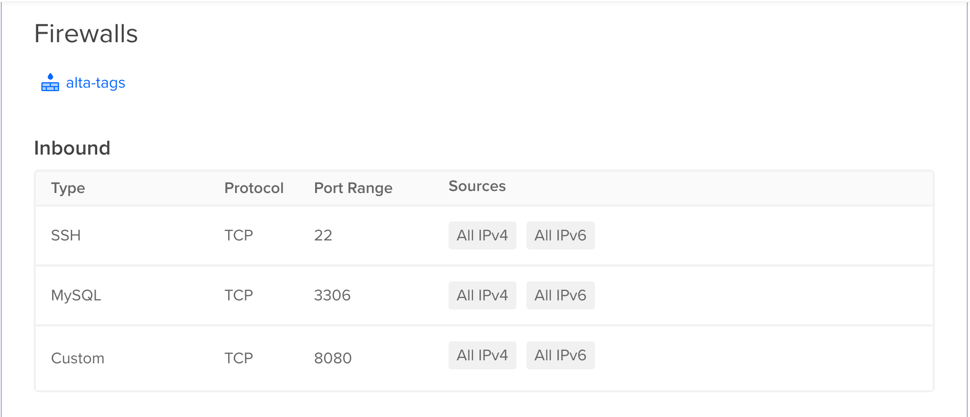 Firewalls
alta-tags
Inbound
Type Protocol Port Range Sources
SSH TCP 22 All IPv4 All IPv6
MySQL TCP 3306 All IPv4 All IPv6
Custom TCP 8080 All IPv4 All IPv6